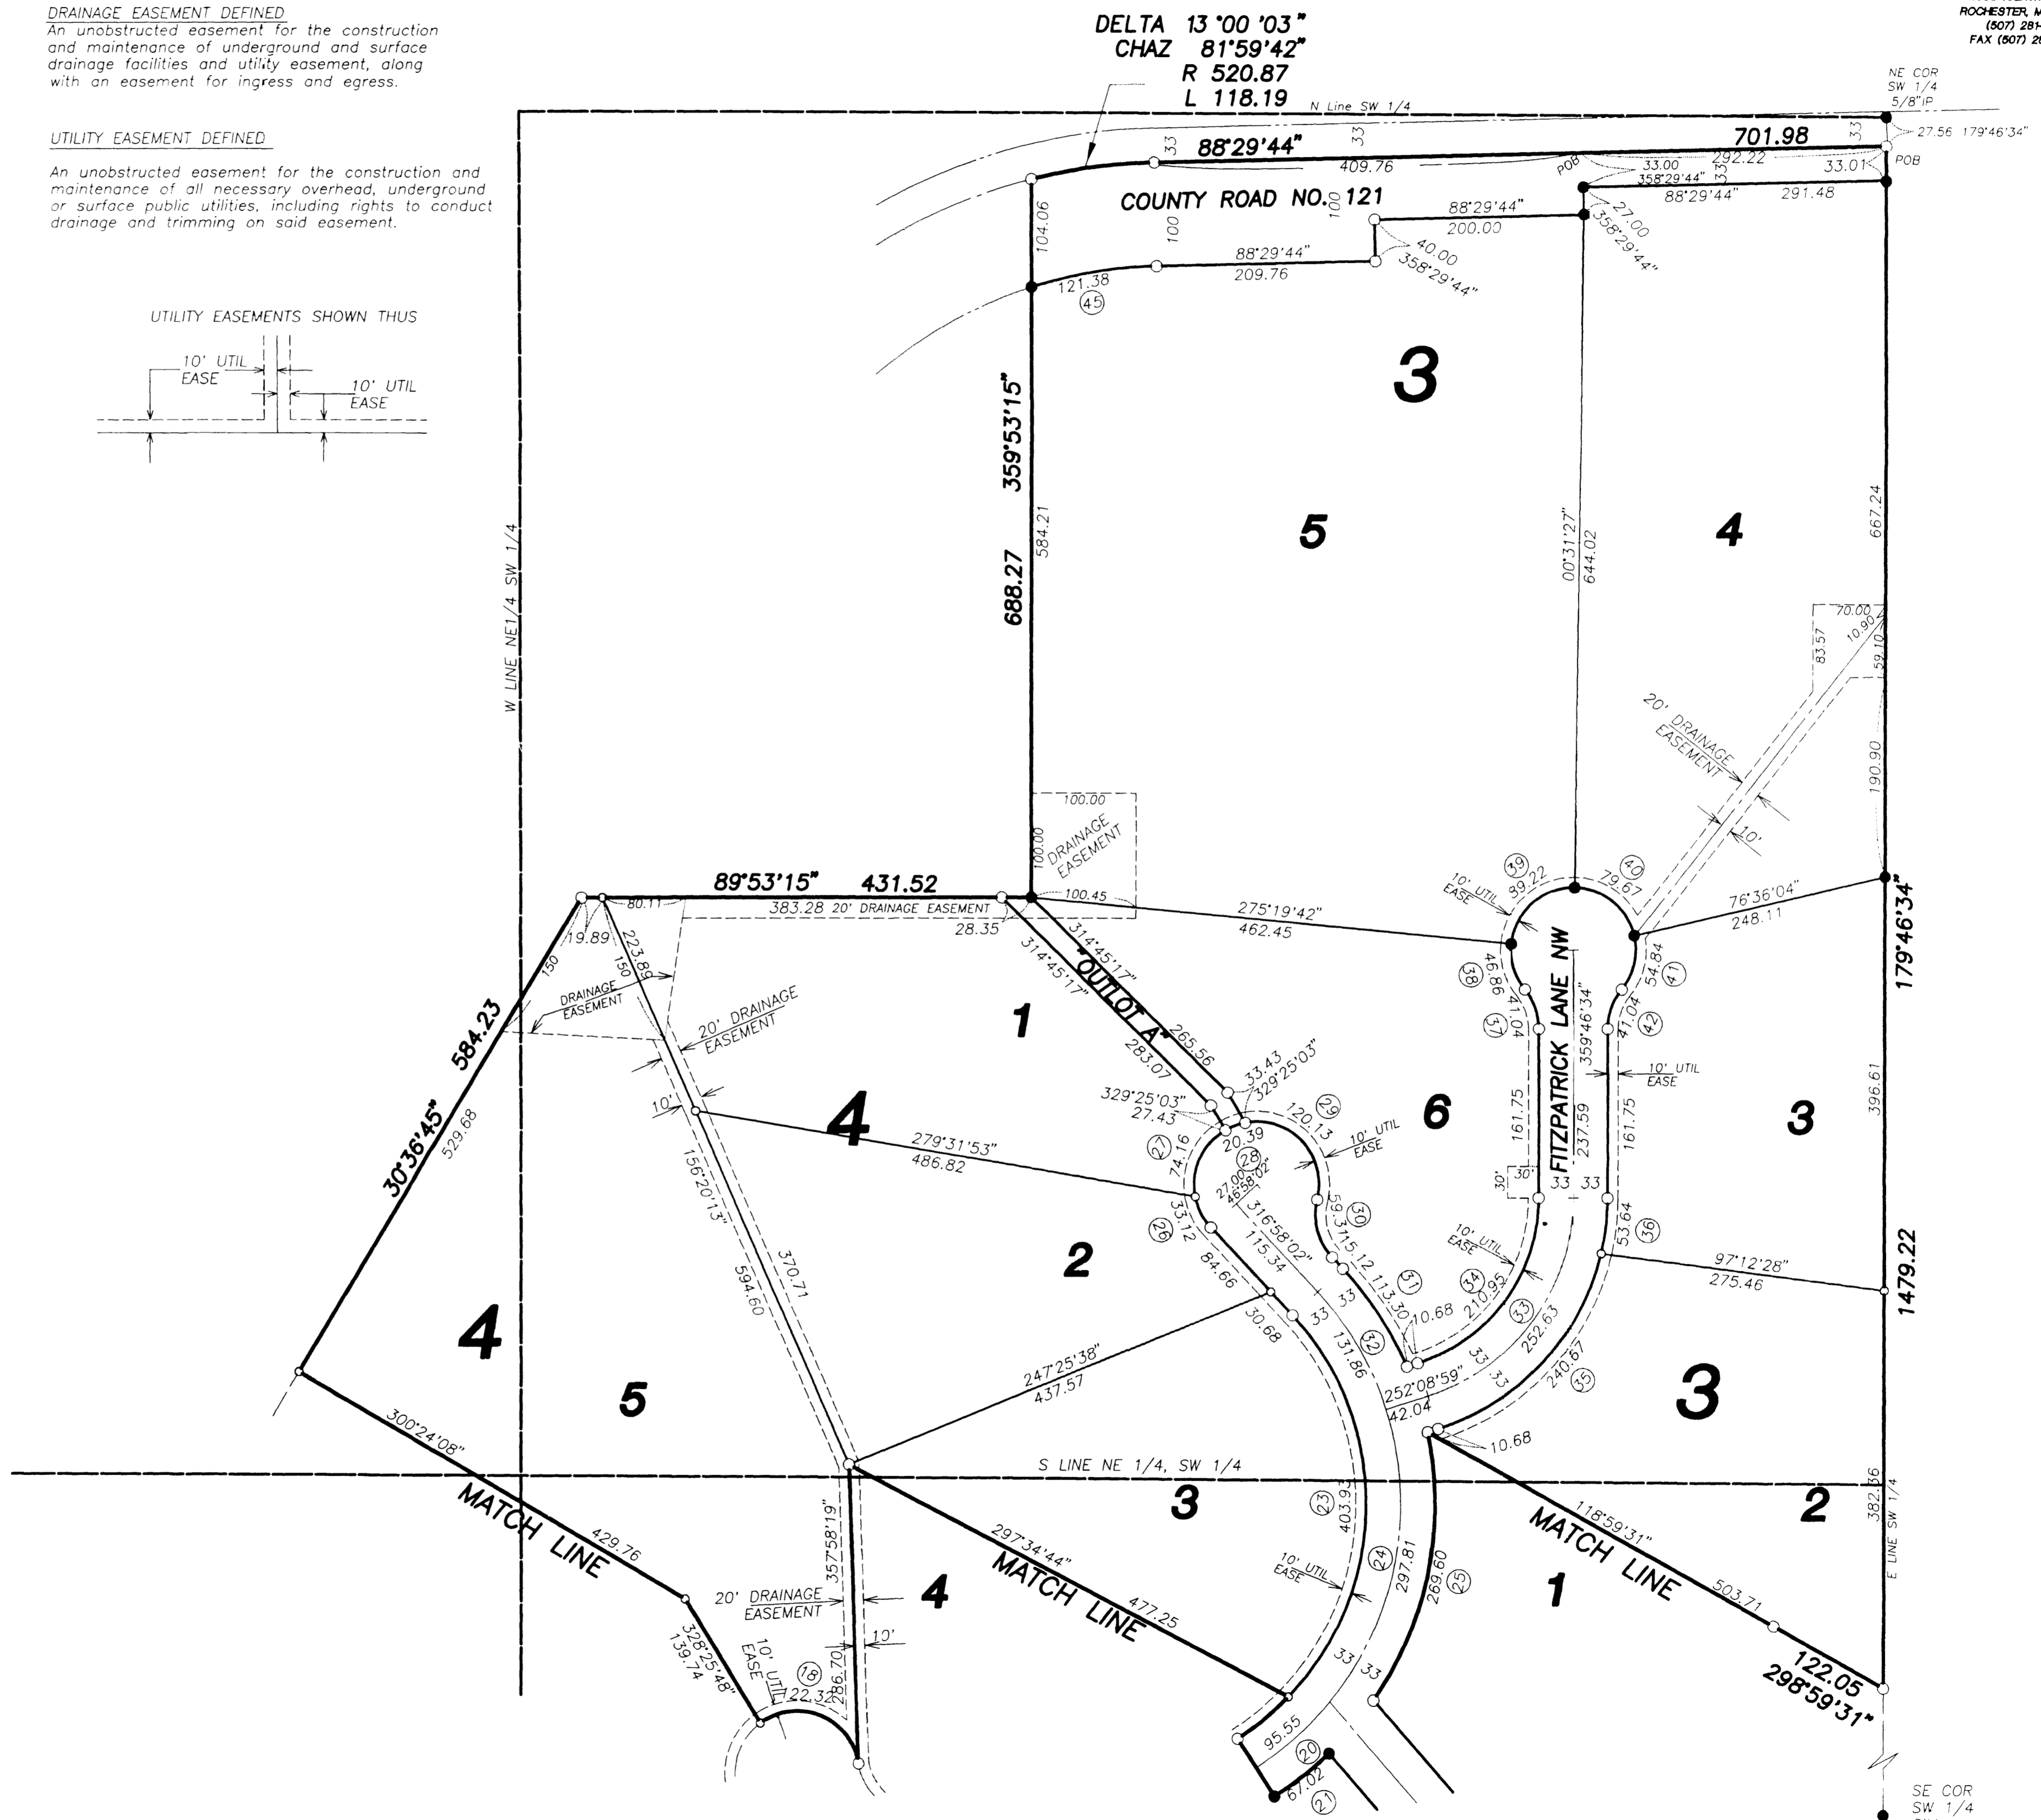 DRAINAGE EASEMENT DEFINED
An unobstructed easement for the construction
and maintenance of underground and surface
drainage facilities and utility easement, along
with an easement for ingress and egress.
UTILITY EASEMENT DEFINED
An unobstructed easement for the construction and
maintenance of all necessary overhead, underground
or surface public utilities, including rights to conduct
drainage and trimming on said easement.
UTILITY EASEMENTS SHOWN THUS
10' UTIL
EASE
10' UTIL
EASE
DELTA 13°00'03"
CHAZ 81°59'42"
R 520.87
L 118.19
ROCHESTER, M
(507) 281-
FAX (507) 28
NE COR
SW 1/4
5/8"IP
N Line SW 1/4
27.56 179°46'34"
33
33
33
88°29'44"
701.98
409.76
POB
292.22
33.00
33.01
POB
358°29'44"
33
88°29'44"
291.48
COUNTY ROAD NO. 121
104.06
100
100
88°29'44"
200.00
27.00
358°29'44"
40.00
358°29'44"
88°29'44"
209.76
121.38
45
3
359°53'15"
688.27
584.21
5
4
00°31'27"
644.02
667.24
W LINE NE1/4 SW 1/4
70.00
10.90
83.57
59.10
20' DRAINAGE
EASEMENT
190.90
10'
100.00
100.00
DRAINAGE
EASEMENT
100.45
89°53'15" 431.52
80.11
383.28 20' DRAINAGE EASEMENT
19.89
28.35
275°19'42"
462.45
39
89.22
40
79.67
10' UTIL
EASE
76°36'04"
248.11
179°46'34"
223.89
150
150
DRAINAGE
EASEMENT
20' DRAINAGE
EASEMENT
314°45'17"
314°45'17"
"OUTLOT A"
265.56
283.07
38
46.86
37
41.04
54.84
41
41.04
42
FITZPATRICK LANE NW
359°46'34"
237.59
161.75
161.75
10' UTIL
EASE
30'
30'
33
33
584.23
30°36'45"
529.68
10'
1
4
33.43
329°25'03"
329°25'03"
27.43
20.39
28
27.00
46°58'02"
120.13
29
10' UTIL
EASE
27
74.16
6
3
396.61
279°31'53"
486.82
156°20'13"
370.71
594.60
26
33.12
84.66
316°58'02"
115.34
59.37
30
15.12
113.30
31
10' UTIL
EASE
34
210.95
33
252.63
53.64
36
97°12'28"
275.46
1479.22
2
30.68
33
33
131.86
32
10.68
33
33
240.67
35
252°08'59"
42.04
10.68
4
5
247°25'38"
437.57
3
300°24'08"
MATCH LINE
429.76
S LINE NE 1/4, SW 1/4
3
23
403.93
24
297.81
269.60
25
118°59'31"
MATCH LINE
503.71
2
382.36
E LINE SW 1/4
1
297°34'44"
MATCH LINE
477.25
10' UTIL
EASE
357°58'19"
286.70
4
20' DRAINAGE
EASEMENT
10'
328°25'48"
139.74
10' UTIL
EASE
18
122.32
33
33
95.55
20
67.02
21
122.05
298°59'31"
SE COR
SW 1/4